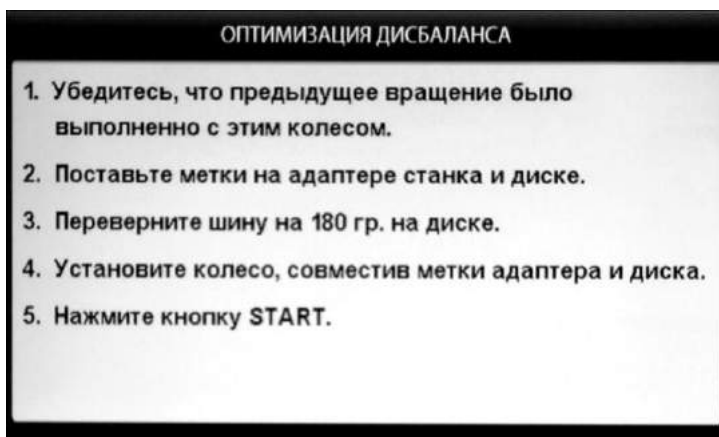 ОПТИМИЗАЦИЯ ДИСБАЛАНСА
1. Убедитесь, что предыдущее вращение было
выполненно с этим колесом.
2. Поставьте метки на адаптере станка и диске.
3. Переверните шину на 180 гр. на диске.
4. Установите колесо, совместив метки адаптера и диска.
5. Нажмите кнопку START.